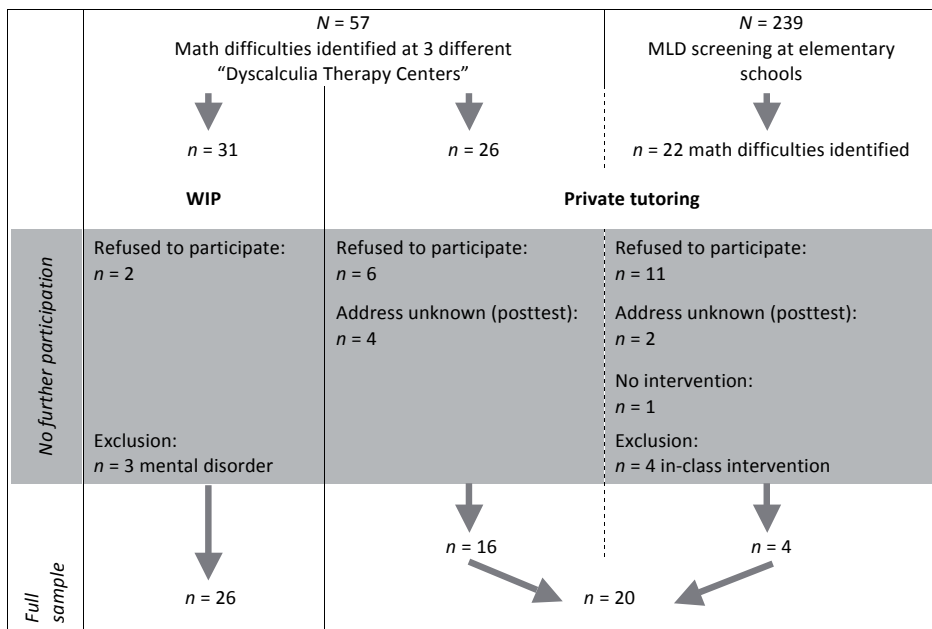 N = 57
Math difficulties identified at 3 different
“Dyscalculia Therapy Centers”
N = 239
MLD screening at elementary
schools
n = 31
n = 26
n = 22 math difficulties identified
WIP
Private tutoring
No further participation
Refused to participate:
n = 2
Exclusion:
n = 3 mental disorder
Refused to participate:
n = 6
Address unknown (posttest):
n = 4
Refused to participate:
n = 11
Address unknown (posttest):
n = 2
No intervention:
n = 1
Exclusion:
n = 4 in-class intervention
Full
sample
n = 16
n = 4
n = 26
n = 20